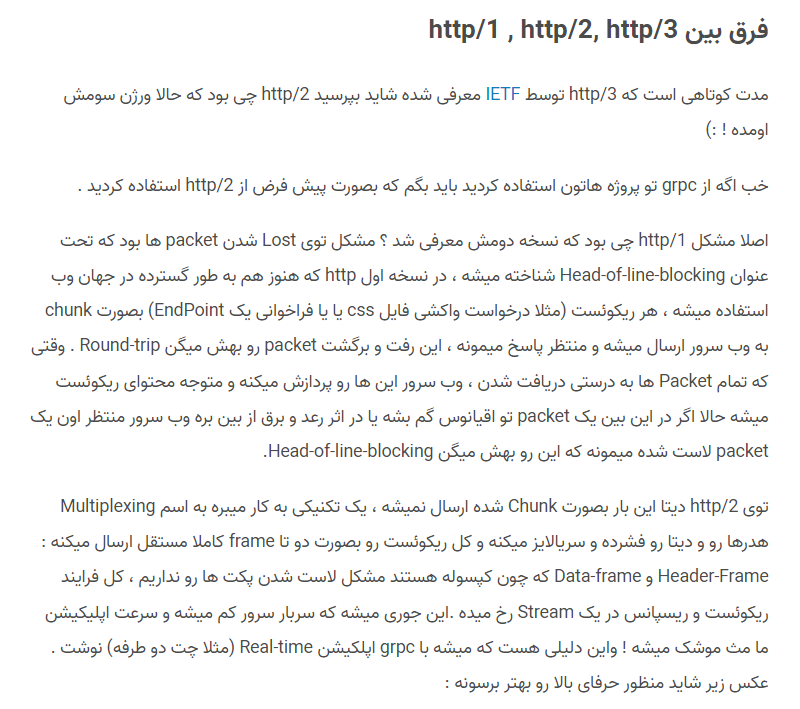 فرق بین http/1 , http/2, http/3
مدت کوتاهی است که http/3 توسط IETF معرفی شده شاید بپرسید http/2 چی بود که حالا ورژن سومش
اومده ! :)
خب اگه از grpc تو پروژه هاتون استفاده کردید باید بگم که بصورت پیش فرض از http/2 استفاده کردید .
اصلا مشکل http/1 چی بود که نسخه دومش معرفی شد ؟ مشکل توی Lost شدن packet ها بود که تحت
عنوان Head-of-line-blocking شناخته میشه ، در نسخه اول http که هنوز هم به طور گسترده در جهان وب
استفاده میشه ، هر ریکوئست (مثلا درخواست واکشی فایل css یا یا فراخوانی یک EndPoint) بصورت chunk
به وب سرور ارسال میشه و منتظر پاسخ میمونه ، این رفت و برگشت packet رو بهش میگن Round-trip . وقتی
که تمام Packet ها به درستی دریافت شدن ، وب سرور این ها رو پردازش میکنه و متوجه محتوای ریکوئست
میشه حالا اگر در این بین یک packet تو اقیانوس گم بشه یا در اثر رعد و برق از بین بره وب سرور منتظر اون یک
packet لاست شده میمونه که این رو بهش میگن Head-of-line-blocking.
توی http/2 دیتا این بار بصورت Chunk شده ارسال نمیشه ، یک تکنیکی به کار میبره به اسم Multiplexing
هدرها رو و دیتا رو فشرده و سریالایز میکنه و کل ریکوئست رو بصورت دو تا frame کاملا مستقل ارسال میکنه :
Header-Frame و Data-frame که چون کپسوله هستند مشکل لاست شدن پکت ها رو نداریم ، کل فرایند
ریکوئست و ریسپانس در یک Stream رخ میده .این جوری میشه که سربار سرور کم میشه و سرعت اپلیکیشن
ما مث موشک میشه ! واین دلیلی هست که میشه با grpc اپلکیشن Real-time (مثلا چت دو طرفه) نوشت .
عکس زیر شاید منظور حرفای بالا رو بهتر برسونه :